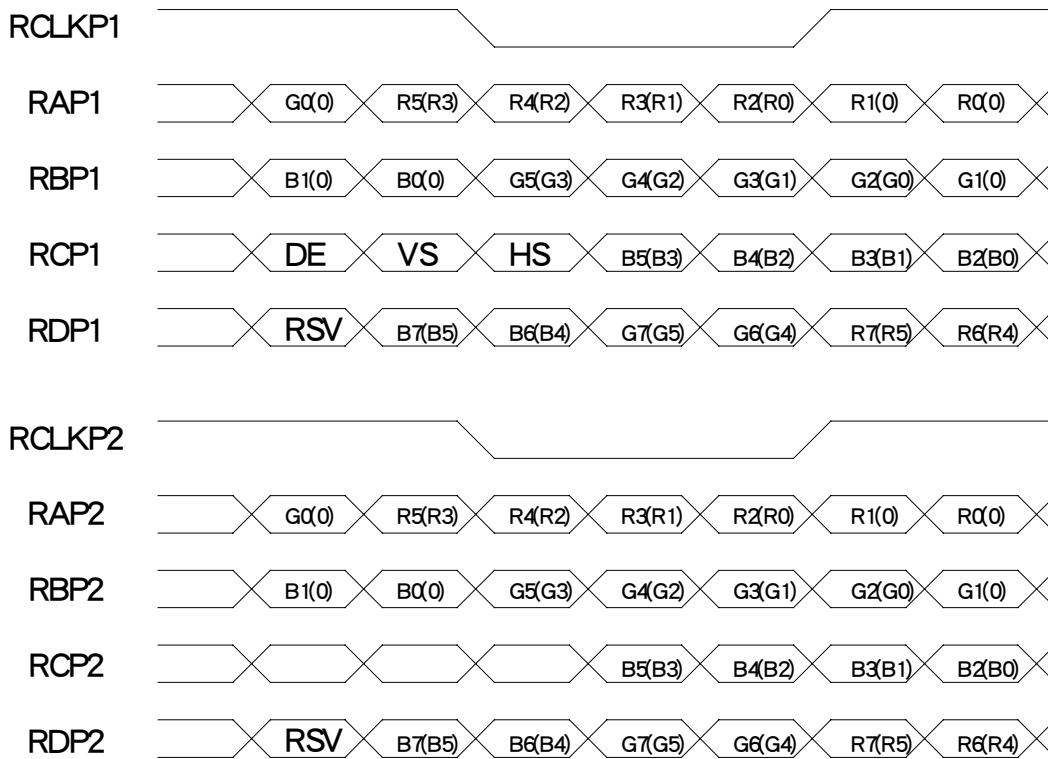 RCLKP1
RAP1 G0(0) R5(R3) R4(R2) R3(R1) R2(R0) R1(0) R0(0)
RBP1 B1(0) B0(0) G5(G3) G4(G2) G3(G1) G2(G0) G1(0)
RCP1 DE VS HS B5(B3) B4(B2) B3(B1) B2(B0)
RDP1 RSV B7(B5) B6(B4) G7(G5) G6(G4) R7(R5) R6(R4)
RCLKP2
RAP2 G0(0) R5(R3) R4(R2) R3(R1) R2(R0) R1(0) R0(0)
RBP2 B1(0) B0(0) G5(G3) G4(G2) G3(G1) G2(G0) G1(0)
RCP2 B5(B3) B4(B2) B3(B1) B2(B0)
RDP2 RSV B7(B5) B6(B4) G7(G5) G6(G4) R7(R5) R6(R4)